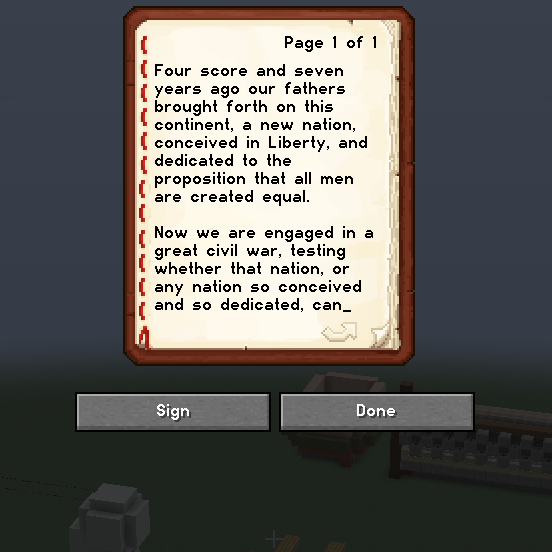 Page 1 of 1
Four score and seven
years ago our fathers
brought forth on this
continent, a new nation,
conceived in Liberty, and
dedicated to the
proposition that all men
are created equal.
Now we are engaged in a
great civil war, testing
whether that nation, or
any nation so conceived
and so dedicated, can_
Sign
Done